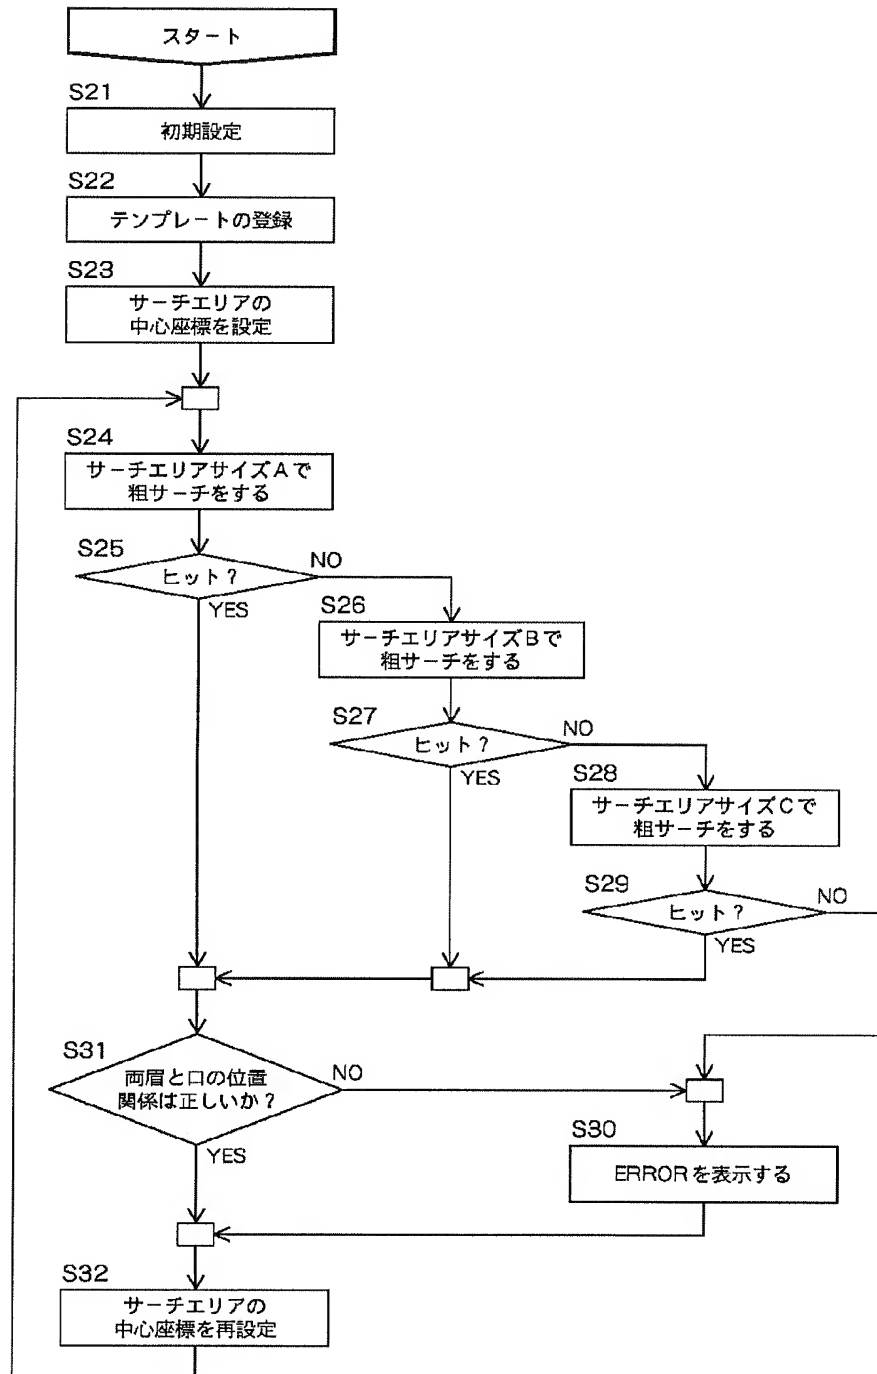 スタート
S21
初期設定
S22
テンプレートの登録
S23
サーチエリアの
中心座標を設定
S24
サーチエリアサイズAで
粗サーチをする
S25
ヒット?
NO
YES
S26
サーチエリアサイズBで
粗サーチをする
S27
ヒット?
NO
YES
S28
サーチエリアサイズCで
粗サーチをする
S29
ヒット?
NO
YES
S31
両眉と口の位置
関係は正しいか?
NO
YES
S30
ERRORを表示する
S32
サーチエリアの
中心座標を再設定